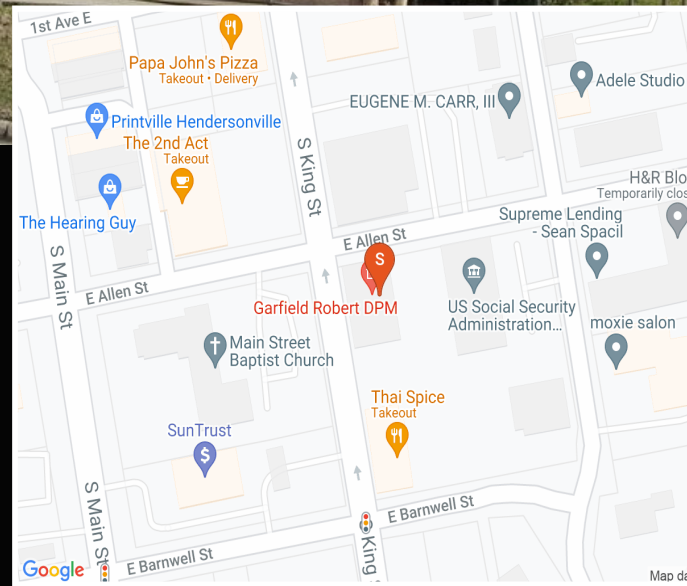 1st Ave E
Papa John's Pizza
Takeout • Delivery
EUGENE M. CARR, III
Adele Studio
Printville Hendersonville
The 2nd Act
Takeout
S King St
H&R Blo
Temporarily clos
The Hearing Guy
Supreme Lending
- Sean Spacil
E Allen St
S
S Main St
E Allen St
Garfield Robert DPM
US Social Security
Administration...
moxie salon
Main Street
Baptist Church
Thai Spice
Takeout
SunTrust
$
S Main St
E Barnwell St
E Barnwell St
King
Google
Map da